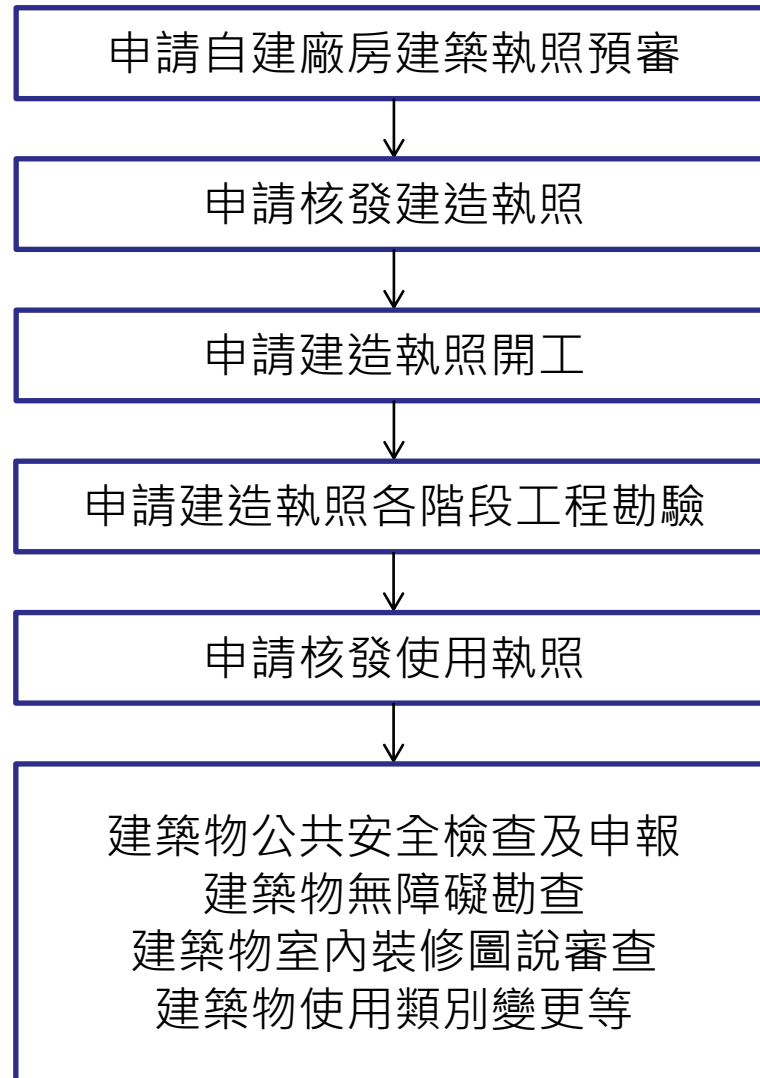 申請自建廠房建築執照預審
申請核發建造執照
申請建造執照開工
申請建造執照各階段工程勘驗
申請核發使用執照
建築物公共安全檢查及申報
建築物無障礙勘查
建築物室內裝修圖說審查
建築物使用類別變更等